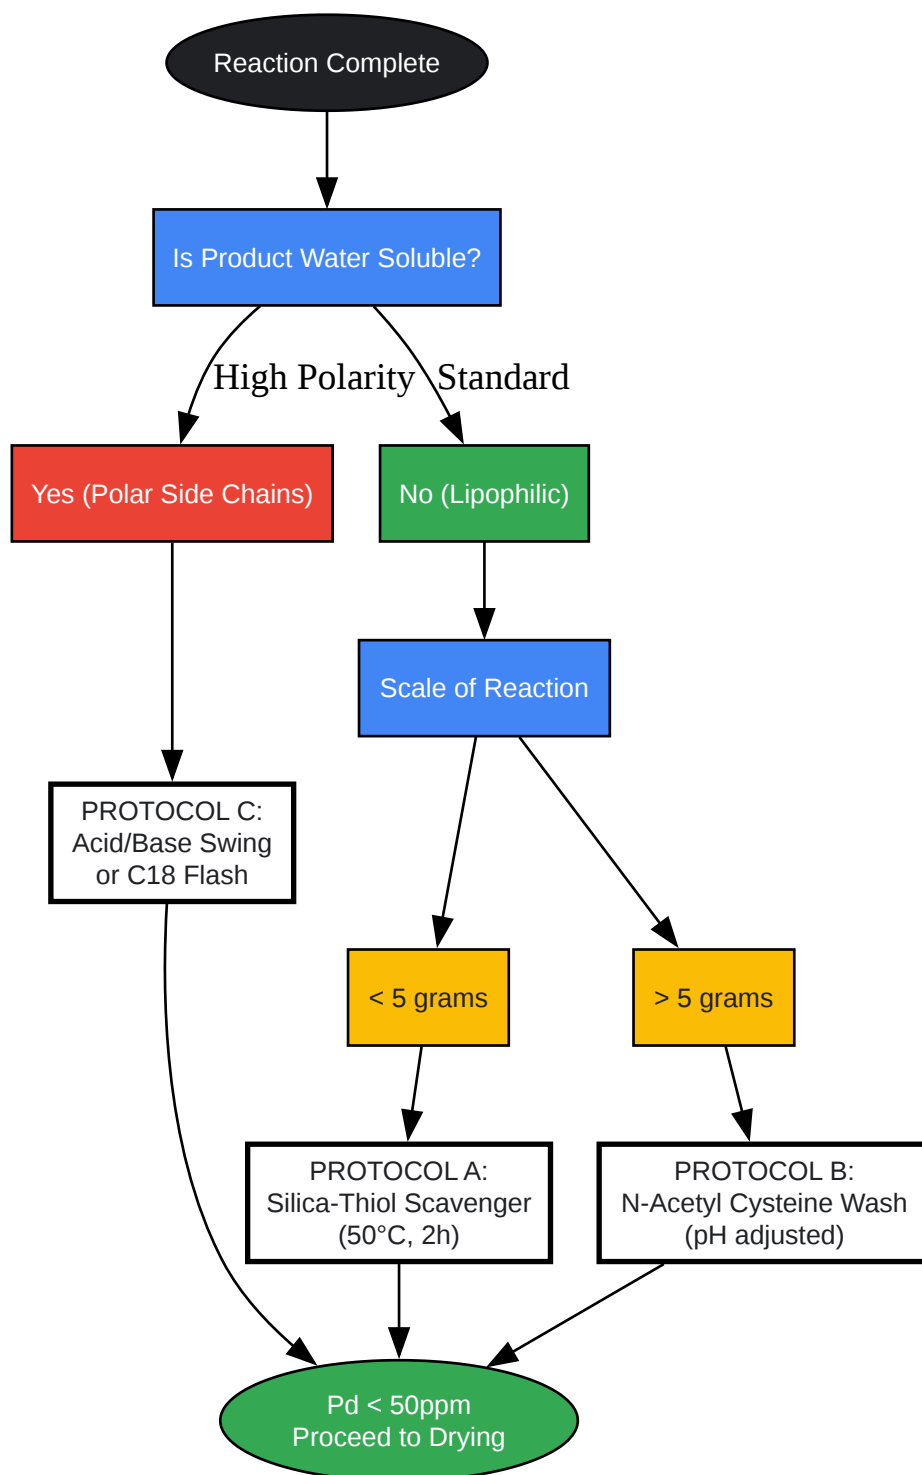 Reaction Complete
Is Product Water Soluble?
High Polarity
Standard
Yes (Polar Side Chains)
No (Lipophilic)
Scale of Reaction
PROTOCOL C:
Acid/Base Swing
or C18 Flash
< 5 grams
> 5 grams
PROTOCOL A:
Silica-Thiol Scavenger
(50°C, 2h)
PROTOCOL B:
N-Acetyl Cysteine Wash
(pH adjusted)
Pd < 50ppm
Proceed to Drying